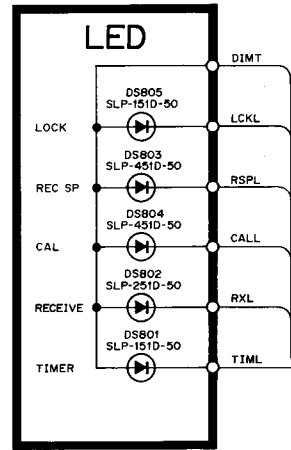 LED
DIMT
DS805
SLP-151D-50
LOCK
LCKL
DS803
SLP-451D-50
REC SP
RSPL
DS804
SLP-451D-50
CAL
CALL
DS802
SLP-251D-50
RECEIVE
RXL
DS801
SLP-151D-50
TIMER
TIML